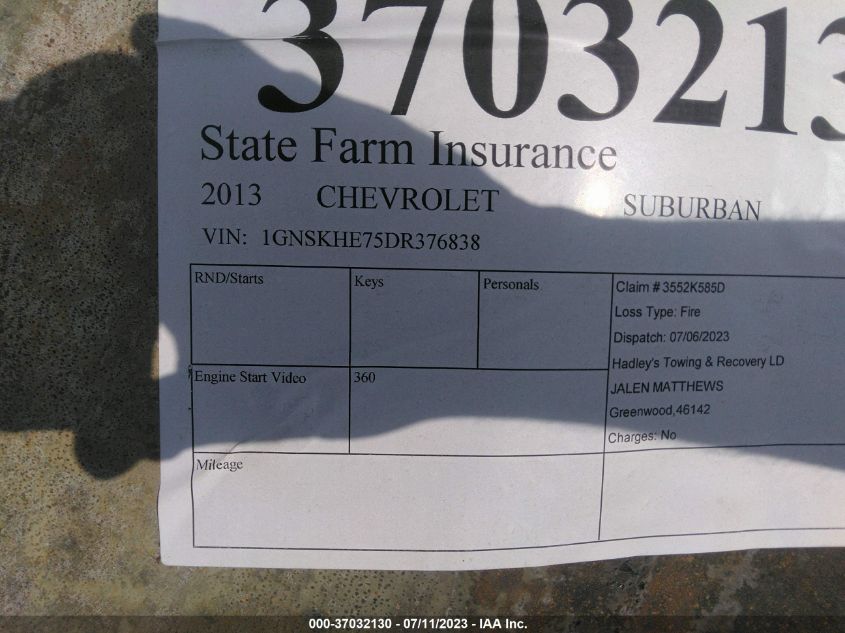 3703213
State Farm Insurance
2013 CHEVROLET SUBURBAN
VIN: 1GNSKHE75DR376838
RND/Starts Keys Personals
Claim # 3552K585D
Loss Type: Fire
Dispatch: 07/06/2023
Hadley's Towing & Recovery LD
JALEN MATTHEWS
Greenwood,46142
Charges: No
Engine Start Video 360
Mileage
000-37032130 - 07/11/2023 - IAA Inc.